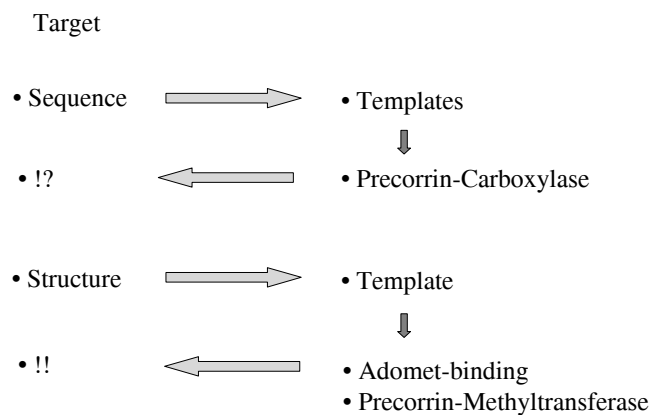 Target
• Sequence
• Templates
• !?
• Precorrin-Carboxylase
• Structure
• Template
• !!
• Adomet-binding
• Precorrin-Methyltransferase